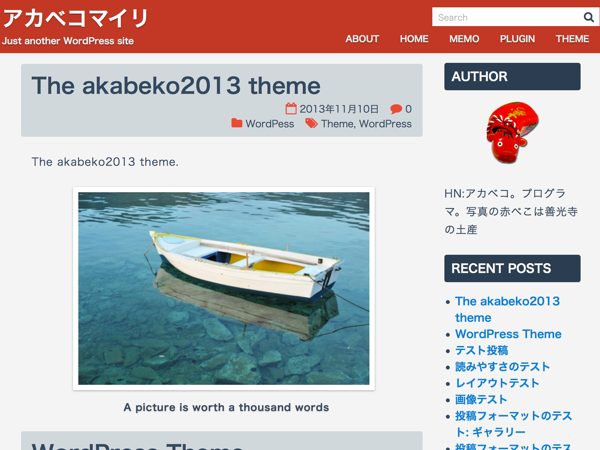 アカベコマイリ
Just another WordPress site
Search
ABOUT HOME MEMO PLUGIN THEME
The akabeko2013 theme
2013年11月10日 0
WordPess Theme, WordPress
The akabeko2013 theme.
A picture is worth a thousand words
WordPress Theme
AUTHOR
HN:アカベコ。プログラ
マ。写真の赤べこは善光寺
の土産
RECENT POSTS
The akabeko2013
theme
WordPress Theme
テスト投稿
読みやすさのテスト
レイアウトテスト
画像テスト
投稿フォーマットのテス
ト: ギャラリー
投稿フォーマットのテス